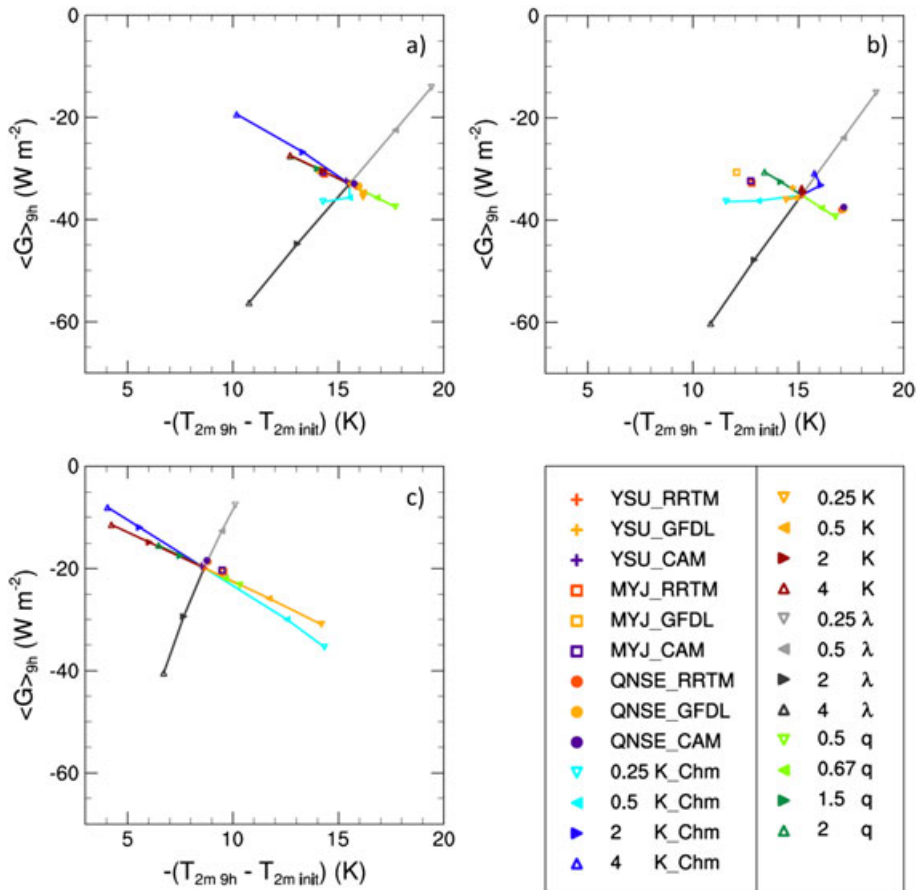 a)
0
-20
-40
-60
<G>9h (W m-2)
5 10 15 20
-(T2m 9h - T2m init) (K)
b)
0
-20
-40
-60
<G>9h (W m-2)
5 10 15 20
-(T2m 9h - T2m init) (K)
c)
0
-20
-40
-60
<G>9h (W m-2)
5 10 15 20
-(T2m 9h - T2m init) (K)
YSU_RRTM
YSU_GFDL
YSU_CAM
MYJ_RRTM
MYJ_GFDL
MYJ_CAM
QNSE_RRTM
QNSE_GFDL
QNSE_CAM
0.25 K_Chm
0.5 K_Chm
2 K_Chm
4 K_Chm
0.25 K
0.5 K
2 K
4 K
0.25 λ
0.5 λ
2 λ
4 λ
0.5 q
0.67 q
1.5 q
2 q